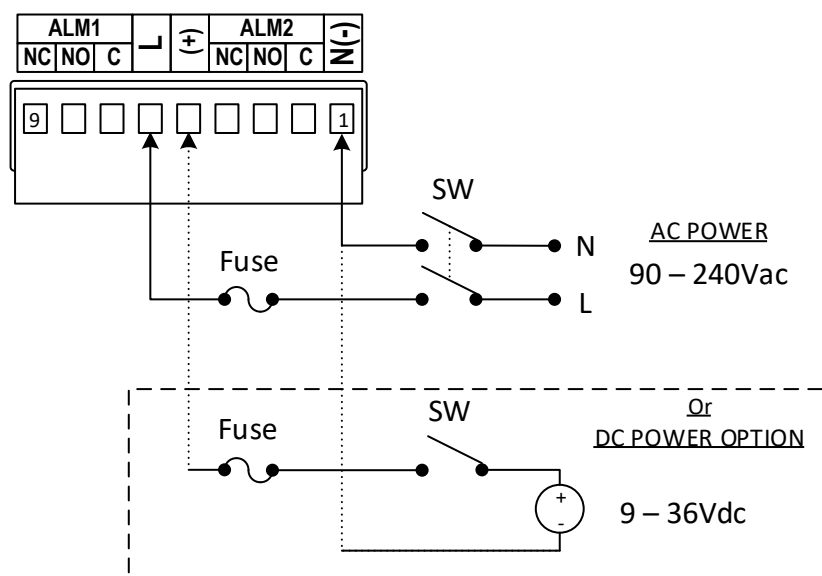 ALM1 L (+) ALM2 N(-)
NC NO C NC NO C
9 1
SW
N
AC POWER
Fuse
90 – 240Vac
L
Or
SW
Fuse
DC POWER OPTION
+
-
9 – 36Vdc